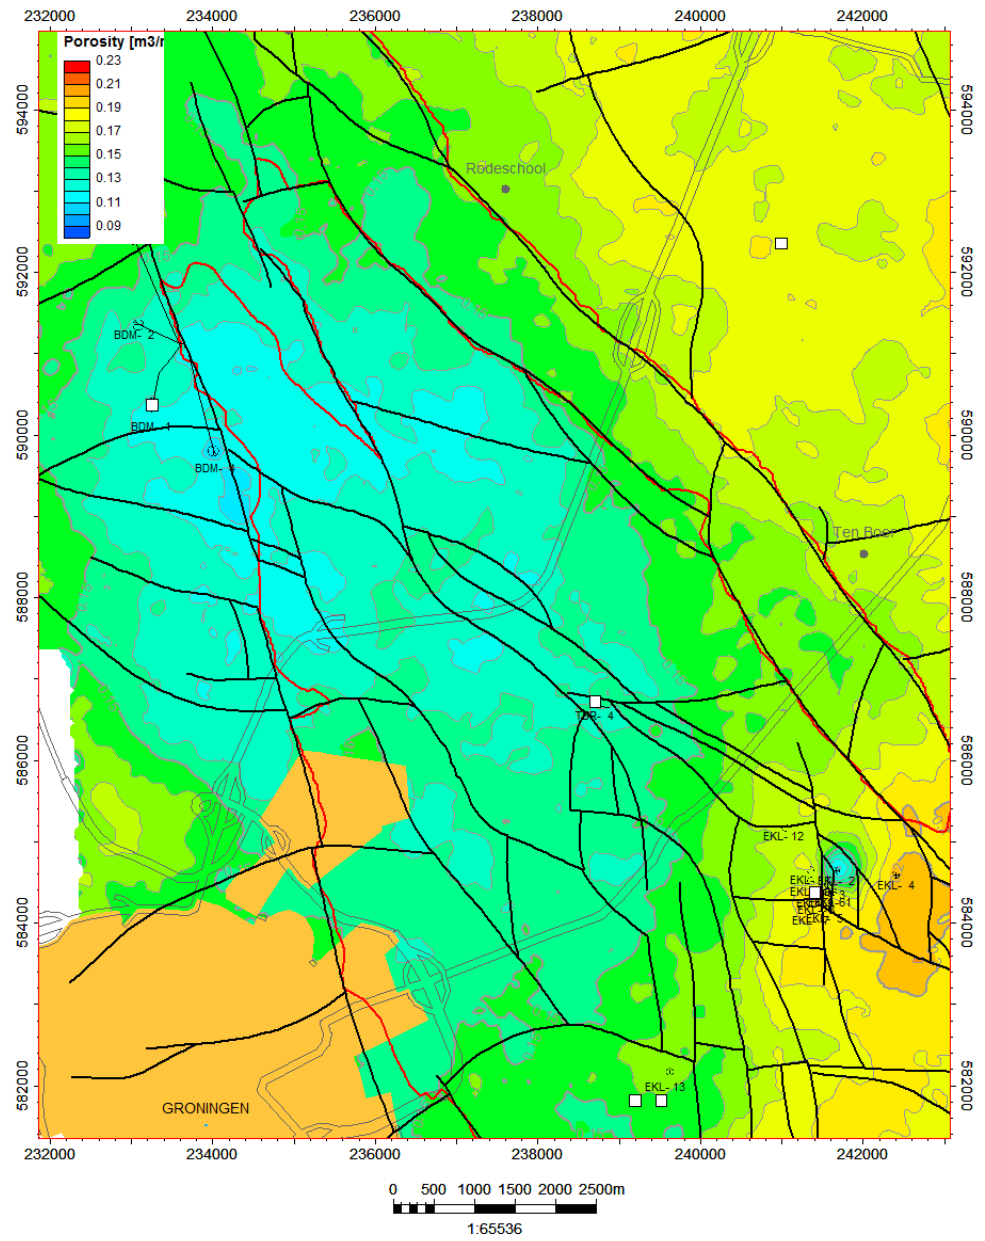 232000 234000 236000 238000 240000 242000
Porosity [m3/
0.23
0.21
0.19
0.17
0.15
0.13
0.11
0.09
594000
594000
Rodeschool
592000
592000
BDM- 2
BDM- 1
590000
590000
BDM- 4
Ten Boer
588000
588000
TBR- 4
586000
586000
EKL- 12
EKL- 2
EKL- 4
584000
584000
EKL- 13
582000
582000
GRONINGEN
232000 234000 236000 238000 240000 242000
0 500 1000 1500 2000 2500m
1:65536